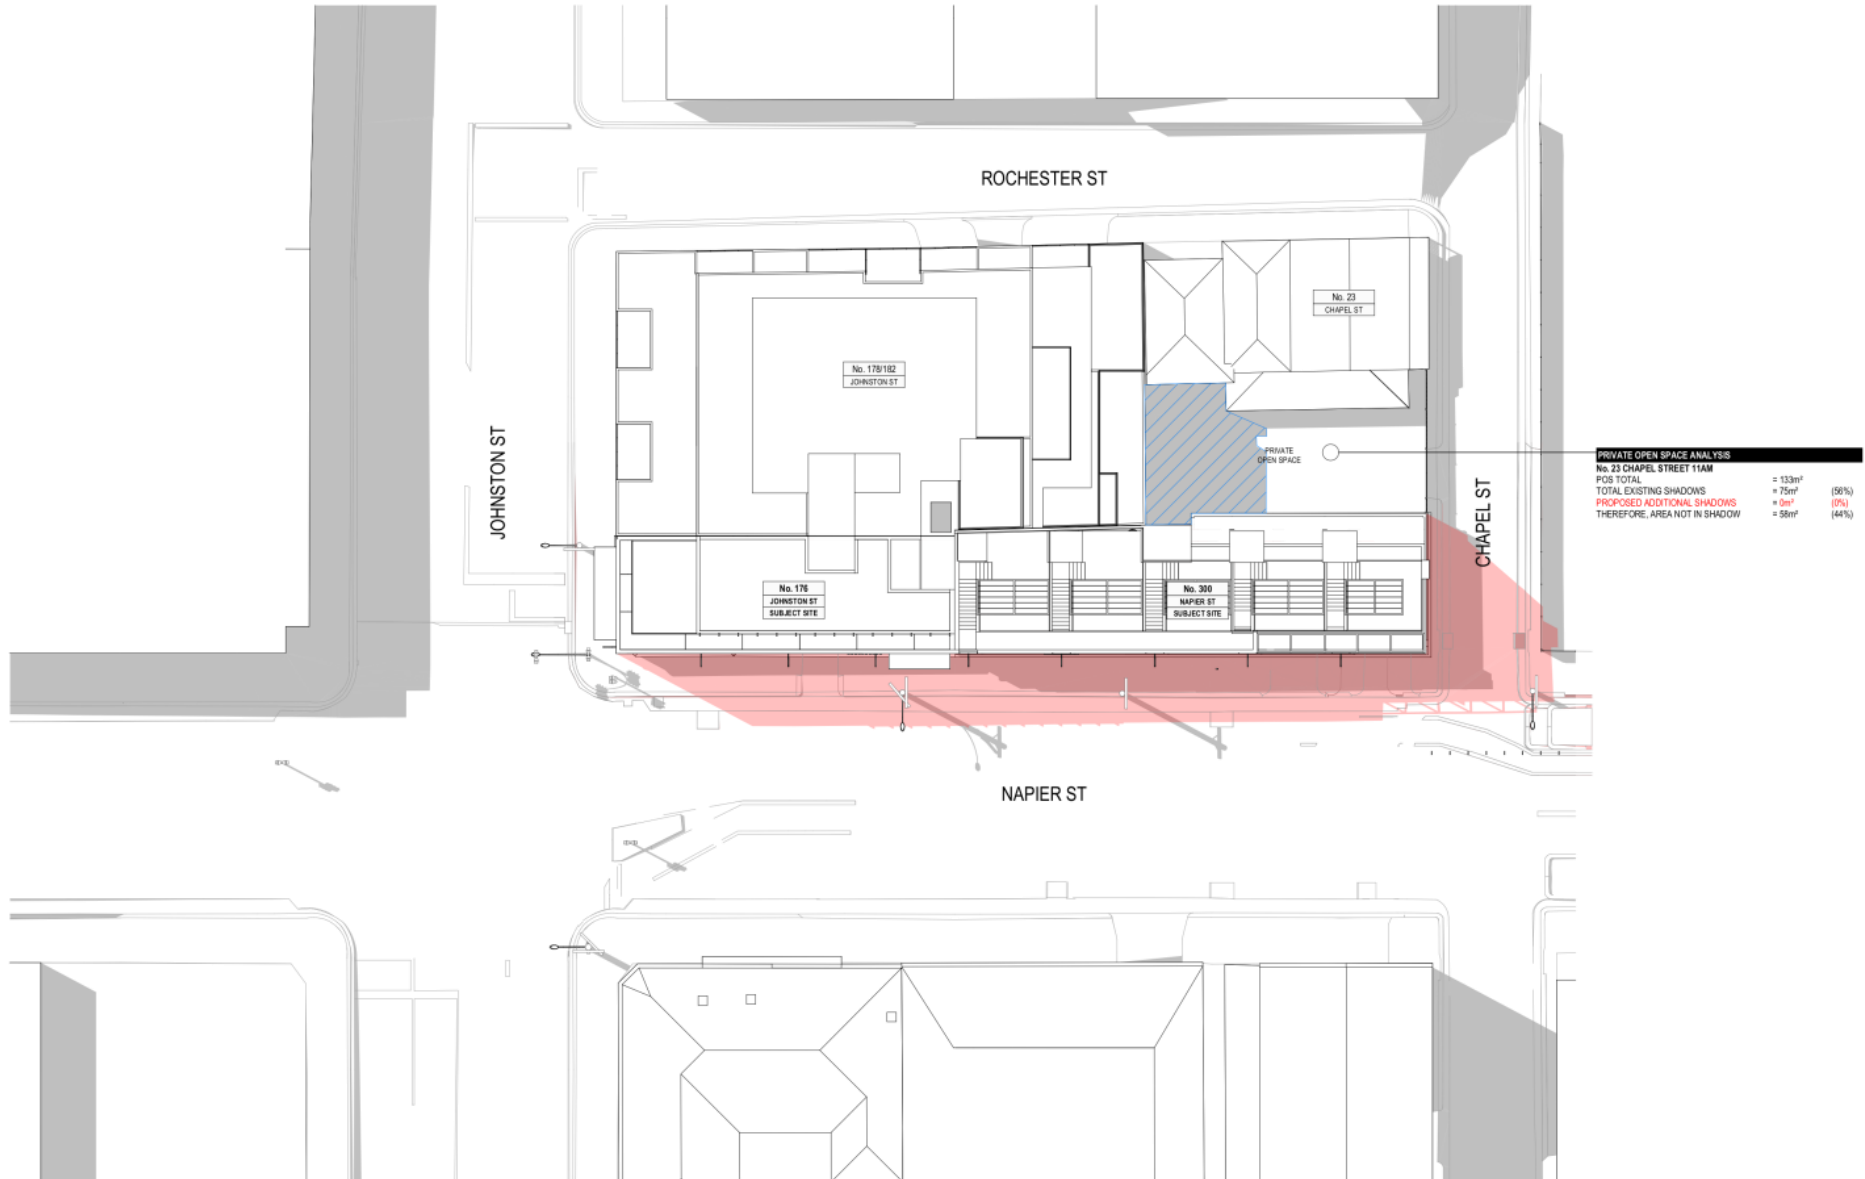 ROCHESTER ST
No. 23
CHAPEL ST
No. 178/182
JOHNSTON ST
JOHNSTON ST
PRIVATE
OPEN SPACE
PRIVATE OPEN SPACE ANALYSIS
No. 23 CHAPEL STREET 11AM
POS TOTAL = 133m²
TOTAL EXISTING SHADOWS = 75m² (56%)
PROPOSED ADDITIONAL SHADOWS = 0m² (0%)
THEREFORE, AREA NOT IN SHADOW = 58m² (44%)
CHAPEL ST
No. 176
JOHNSTON ST
SUBJECT SITE
No. 300
NAPIER ST
SUBJECT SITE
NAPIER ST